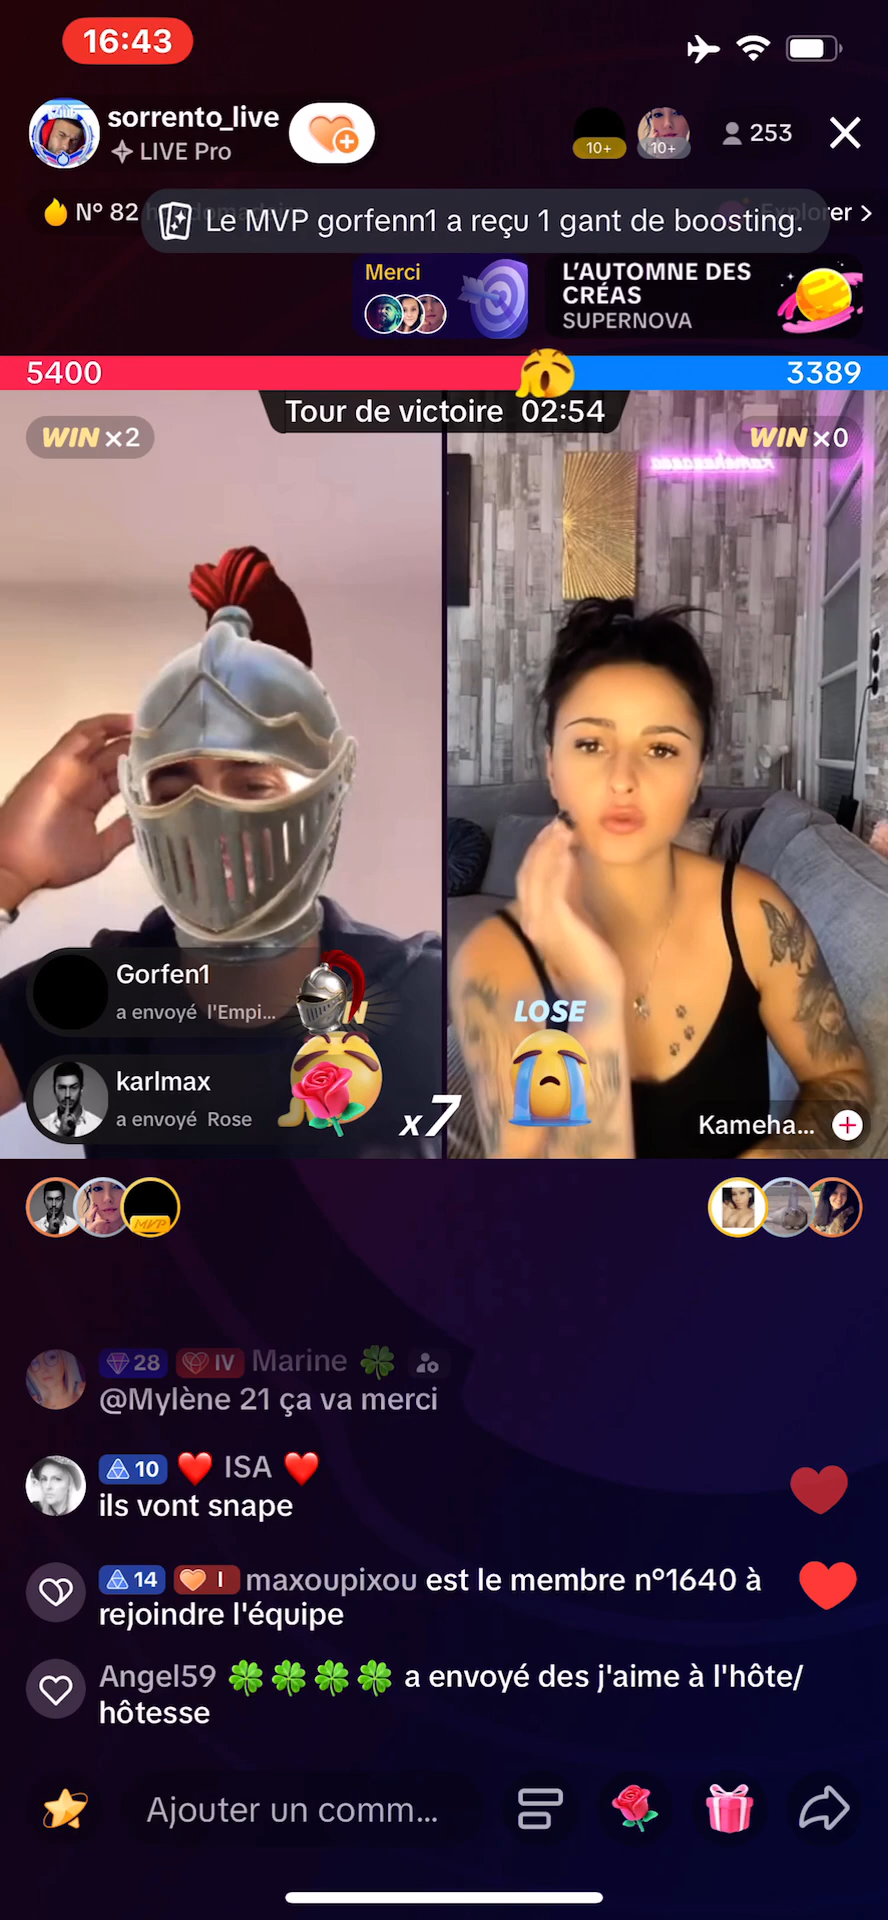 16:43
sorrento_live
LIVE Pro
10+
10+
253
N° 82
Le MVP gorfenn1 a reçu 1 gant de boosting.
Merci
L'AUTOMNE DES
CRÉAS
SUPERNOVA
5400
3389
Tour de victoire 02:54
WIN x2
WIN x0
Gorfen1
a envoyé l'Empi...
karlmax
a envoyé Rose
x7
LOSE
Kameha...
MVP
28 IV Marine
@Mylène 21 ça va merci
10 ISA
ils vont snape
14 I maxoupixou est le membre n°1640 à
rejoindre l'équipe
Angel59 a envoyé des j'aime à l'hôte/
hôtesse
Ajouter un comm...